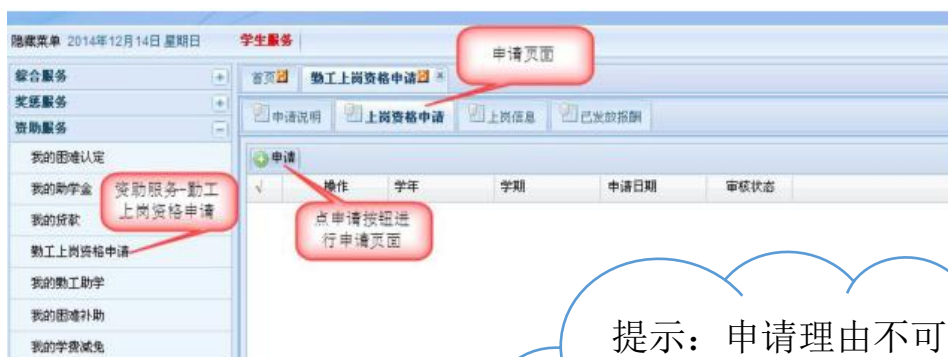 隐藏菜单 2014年12月14日 星期日 学生服务
申请页面
综合服务
奖惩服务
资助服务
我的困难认定
我的助学金
我的贷款
勤工上岗资格申请
我的勤工助学
我的困难补助
我的学费减免
资助服务-勤工
上岗资格申请
首页 勤工上岗资格申请
申请说明 上岗资格申请 上岗信息 已发放报酬
申请
√ 操作 学年 学期 申请日期 审核状态
点申请按钮进
行申请页面
提示：申请理由不可